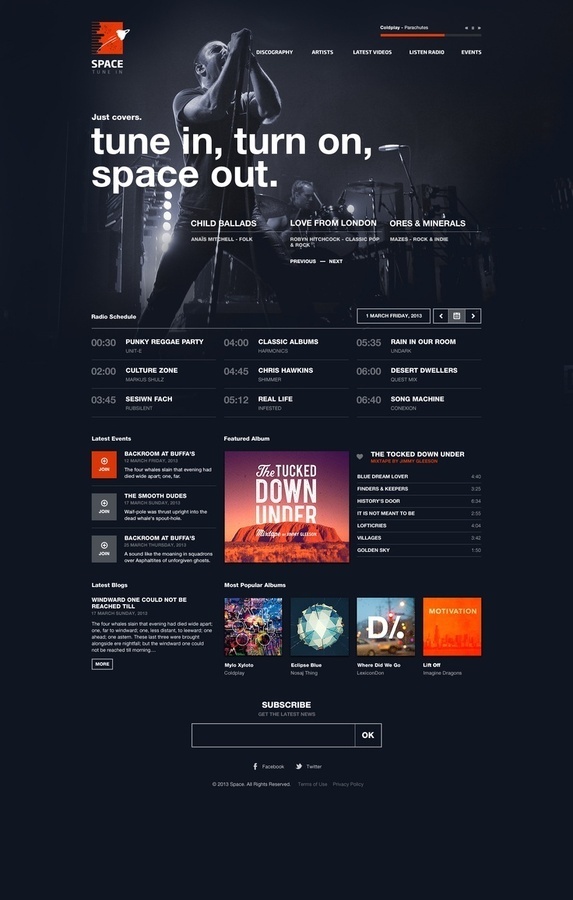 Coldplay - Parachutes
SPACE
TUNE IN
DISCOGRAPHY
ARTISTS
LATEST VIDEOS
LISTEN RADIO
EVENTS
Just covers.
tune in, turn on,
space out.
CHILD BALLADS
ANAÏS MITCHELL - FOLK
LOVE FROM LONDON
ROBYN HITCHCOCK - CLASSIC POP
& ROCK
ORES & MINERALS
MAZES - ROCK & INDIE
PREVIOUS — NEXT
Radio Schedule
1 MARCH FRIDAY, 2013
00:30 PUNKY REGGAE PARTY
UNIT-E
04:00 CLASSIC ALBUMS
HARMONICS
05:35 RAIN IN OUR ROOM
UNDARK
02:00 CULTURE ZONE
MARKUS SHULZ
04:45 CHRIS HAWKINS
SHIMMER
06:00 DESERT DWELLERS
QUEST MIX
03:45 SESIWN FACH
RUBSILENT
05:12 REAL LIFE
INFESTED
06:40 SONG MACHINE
CONEXION
Latest Events
JOIN
BACKROOM AT BUFFA'S
12 MARCH FRIDAY, 2013
The four whales slain that evening had
died wide apart; one, far.
JOIN
THE SMOOTH DUDES
17 MARCH SUNDAY, 2013
Waif-pole was thrust upright into the
dead whale's spout-hole.
JOIN
BACKROOM AT BUFFA'S
25 MARCH THURSDAY, 2013
A sound like the moaning in squadrons
over Asphaltites of unforgiven ghosts.
Featured Album
The TUCKED
DOWN
UNDER
Mixtape by JIMMY GLEESON
THE TOCKED DOWN UNDER
MIXTAPE BY JIMMY GLEESON
BLUE DREAM LOVER 4:40
FINDERS & KEEPERS 3:25
HISTORY'S DOOR 6:34
IT IS NOT MEANT TO BE 2:55
LOFTICRIES 4:04
VILLAGES 5:42
GOLDEN SKY 1:50
Latest Blogs
WINDWARD ONE COULD NOT BE
REACHED TILL
17 MARCH SUNDAY, 2013
The four whales slain that evening had died wide apart;
one, far to windward; one, less distant, to leeward; one
ahead; one astern. These last three were brought
alongside ere nightfall; but the windward one could
not be reached till morning....
MORE
Most Popular Albums
D/.
MOTIVATION
Mylo Xyloto
Coldplay
Eclipse Blue
Nosaj Thing
Where Did We Go
LexiconDon
Lift Off
Imagine Dragons
SUBSCRIBE
GET THE LATEST NEWS
OK
Fazebook
Twitter
© 2013 Space. All Rights Reserved. Terms of Use Privacy Policy